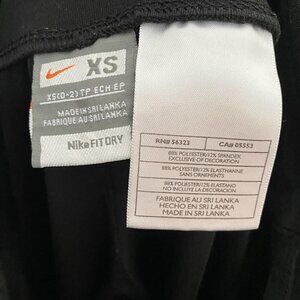 XS
XS(0-2) TP ECH EP
MADE IN SRI LANKA
FABRIQUE AU SRI LANKA
Nike FIT DRY
RN# 56323 CA# 05553
88% POLYESTER/12% SPANDEX
EXCLUSIVE OF DECORATION
88% POLYESTER/12% ELASTHANNE
SANS ORNEMENTS
88% POLYESTER/12% ELASTANO
NO INCLUYE DECORACION
FABRIQUE AU SRI LANKA
HECHO EN SRI LANKA
MADE IN SRI LANKA